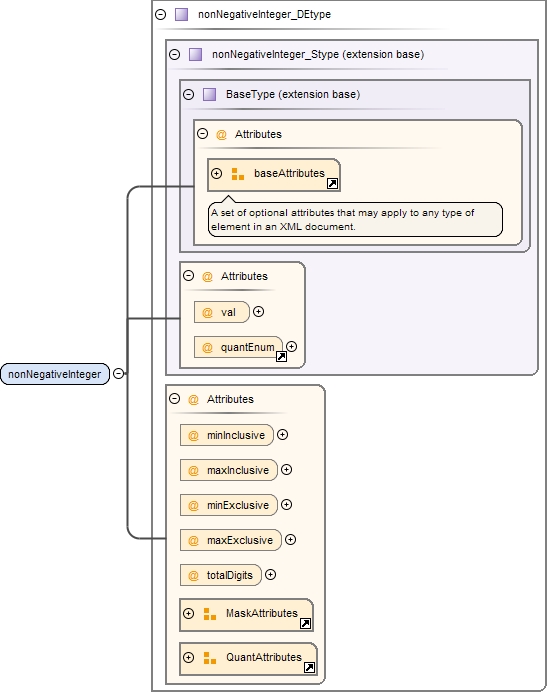 nonNegativeInteger_DEtype
nonNegativeInteger_Stype (extension base)
BaseType (extension base)
@ Attributes
baseAttributes
A set of optional attributes that may apply to any type of
element in an XML document.
@ Attributes
@ val
@ quantEnum
nonNegativeInteger
@ Attributes
@ minInclusive
@ maxInclusive
@ minExclusive
@ maxExclusive
@ totalDigits
MaskAttributes
QuantAttributes